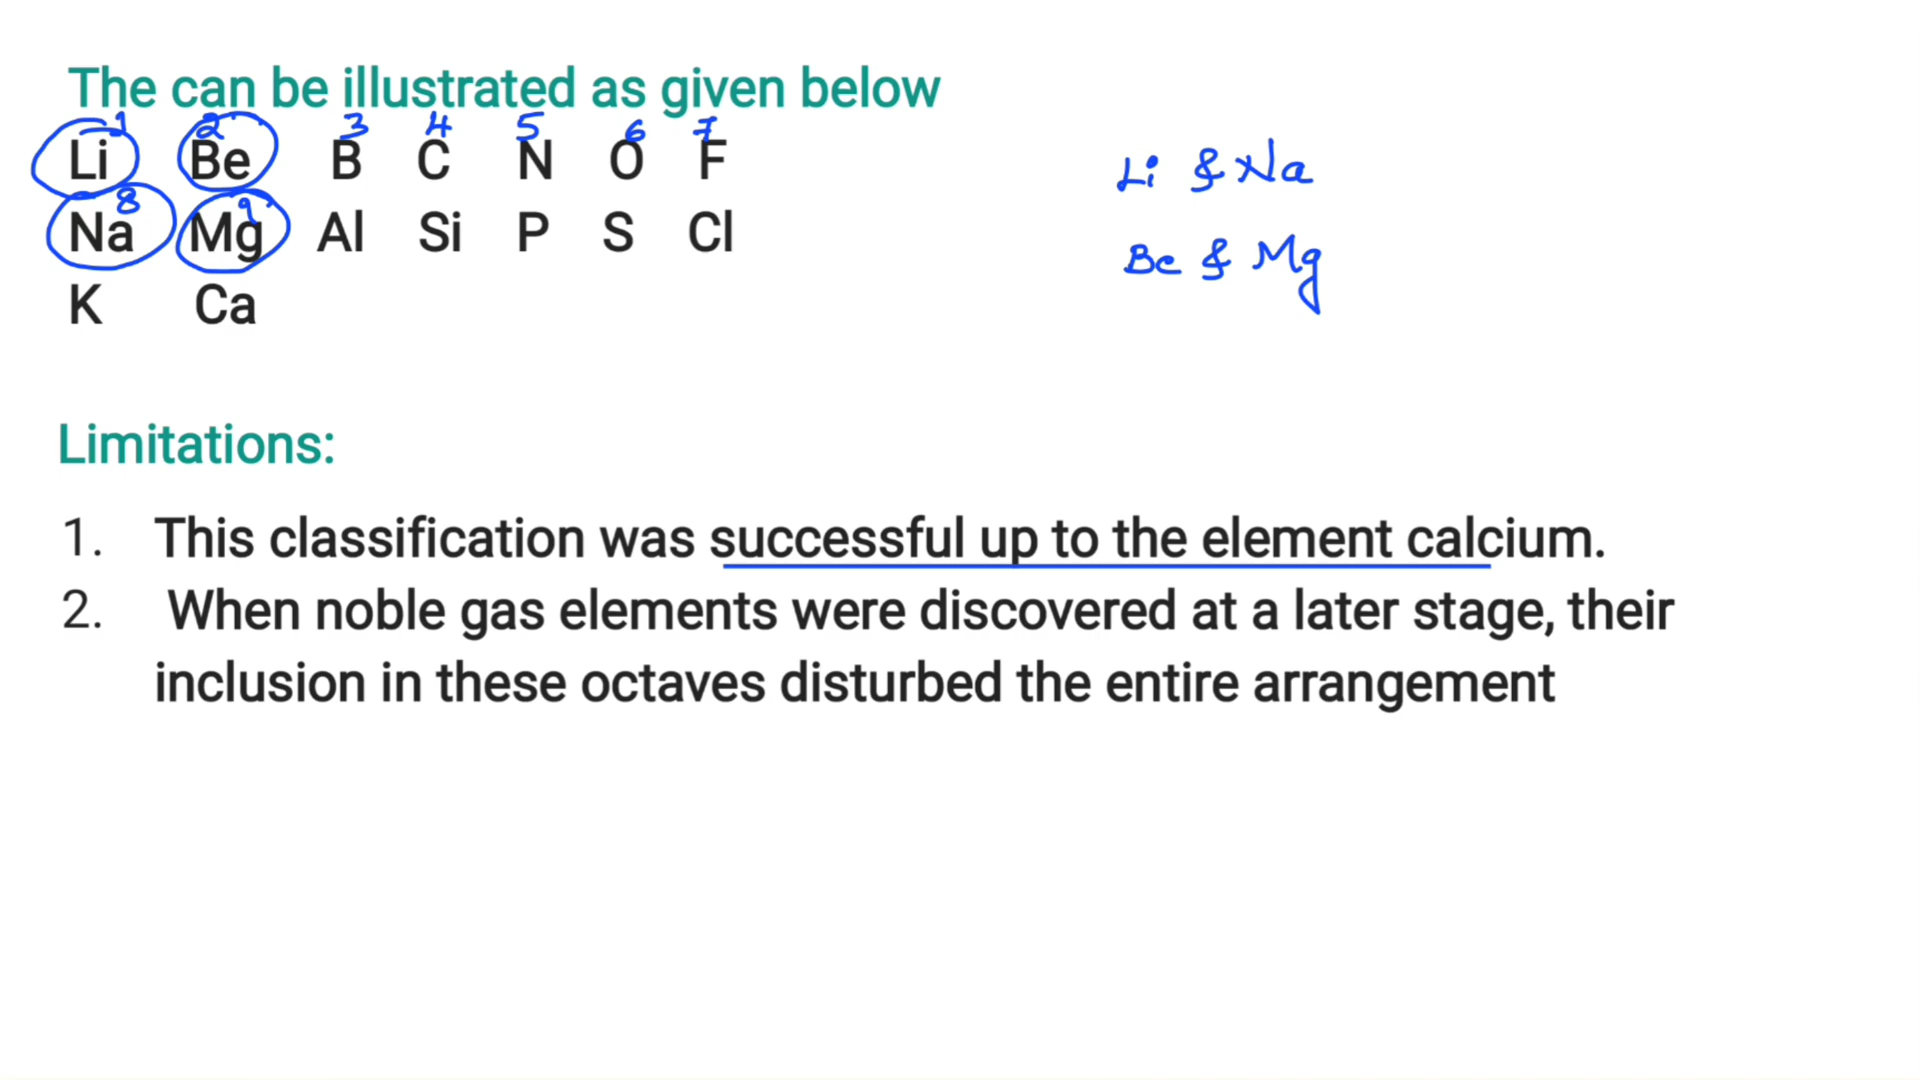 The can be illustrated as given below
1 2 3 4 5 6 7
Li Be B C N O F
8 9
Na Mg Al Si P S Cl
K Ca
Li & Na
Be & Mg
Limitations:
1. This classification was successful up to the element calcium.
2. When noble gas elements were discovered at a later stage, their
inclusion in these octaves disturbed the entire arrangement